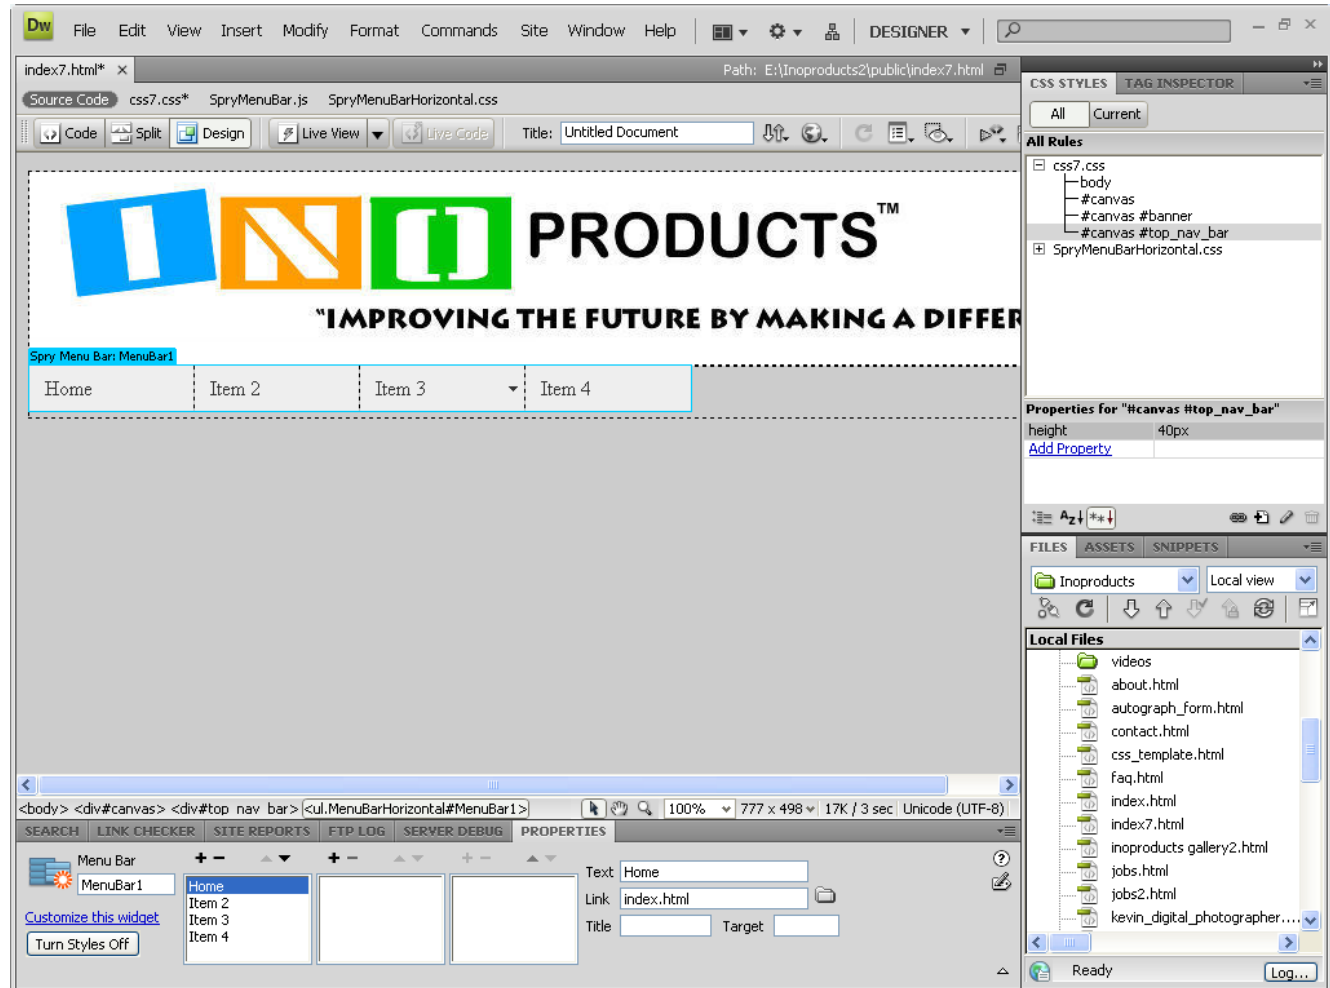 Dw File Edit View Insert Modify Format Commands Site Window Help DESIGNER
index7.html* Path: E:\Inoproducts2\public\index7.html
Source Code css7.css* SpryMenuBar.js SpryMenuBarHorizontal.css
Code Split Design Live View Live Code Title: Untitled Document
INO PRODUCTS™
"IMPROVING THE FUTURE BY MAKING A DIFFER
Spry Menu Bar: MenuBar1
Home Item 2 Item 3 Item 4
<body> <div#canvas> <div#top_nav_bar> <ul.MenuBarHorizontal#MenuBar1> 100% 777 x 498 17K / 3 sec Unicode (UTF-8)
SEARCH LINK CHECKER SITE REPORTS FTP LOG SERVER DEBUG PROPERTIES
Menu Bar
MenuBar1
Customize this widget
Turn Styles Off
Home
Item 2
Item 3
Item 4
Text Home
Link index.html
Title Target
CSS STYLES TAG INSPECTOR
All Current
All Rules
css7.css
body
#canvas
#canvas #banner
#canvas #top_nav_bar
SpryMenuBarHorizontal.css
Properties for "#canvas #top_nav_bar"
height 40px
Add Property
FILES ASSETS SNIPPETS
Inoproducts Local view
Local Files
videos
about.html
autograph_form.html
contact.html
css_template.html
faq.html
index.html
index7.html
inoproducts gallery2.html
jobs.html
jobs2.html
kevin_digital_photographer....
Ready Log...